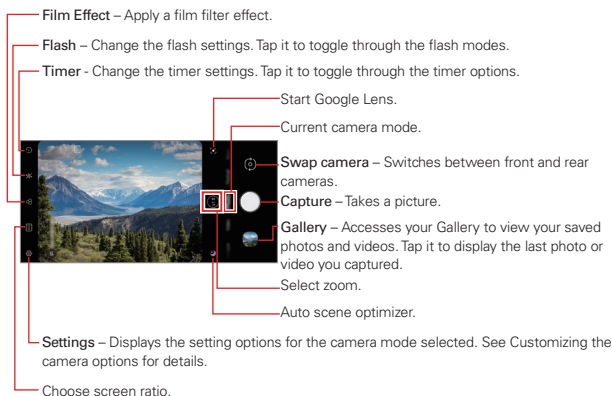 Film Effect – Apply a film filter effect.
Flash – Change the flash settings. Tap it to toggle through the flash modes.
Timer - Change the timer settings. Tap it to toggle through the timer options.
Start Google Lens.
Current camera mode.
Swap camera – Switches between front and rear
cameras.
Capture – Takes a picture.
Gallery – Accesses your Gallery to view your saved
photos and videos. Tap it to display the last photo or
video you captured.
Select zoom.
Auto scene optimizer.
Settings – Displays the setting options for the camera mode selected. See Customizing the
camera options for details.
Choose screen ratio.